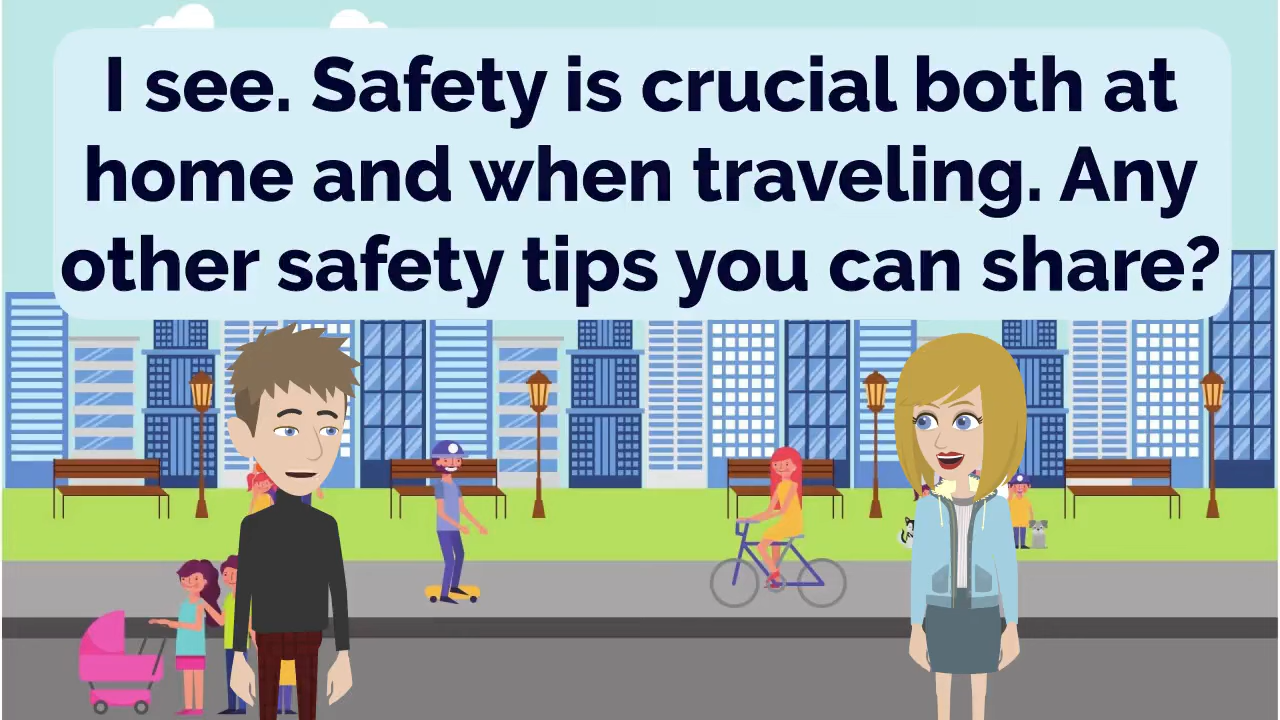 I see. Safety is crucial both at
home and when traveling. Any
other safety tips you can share?